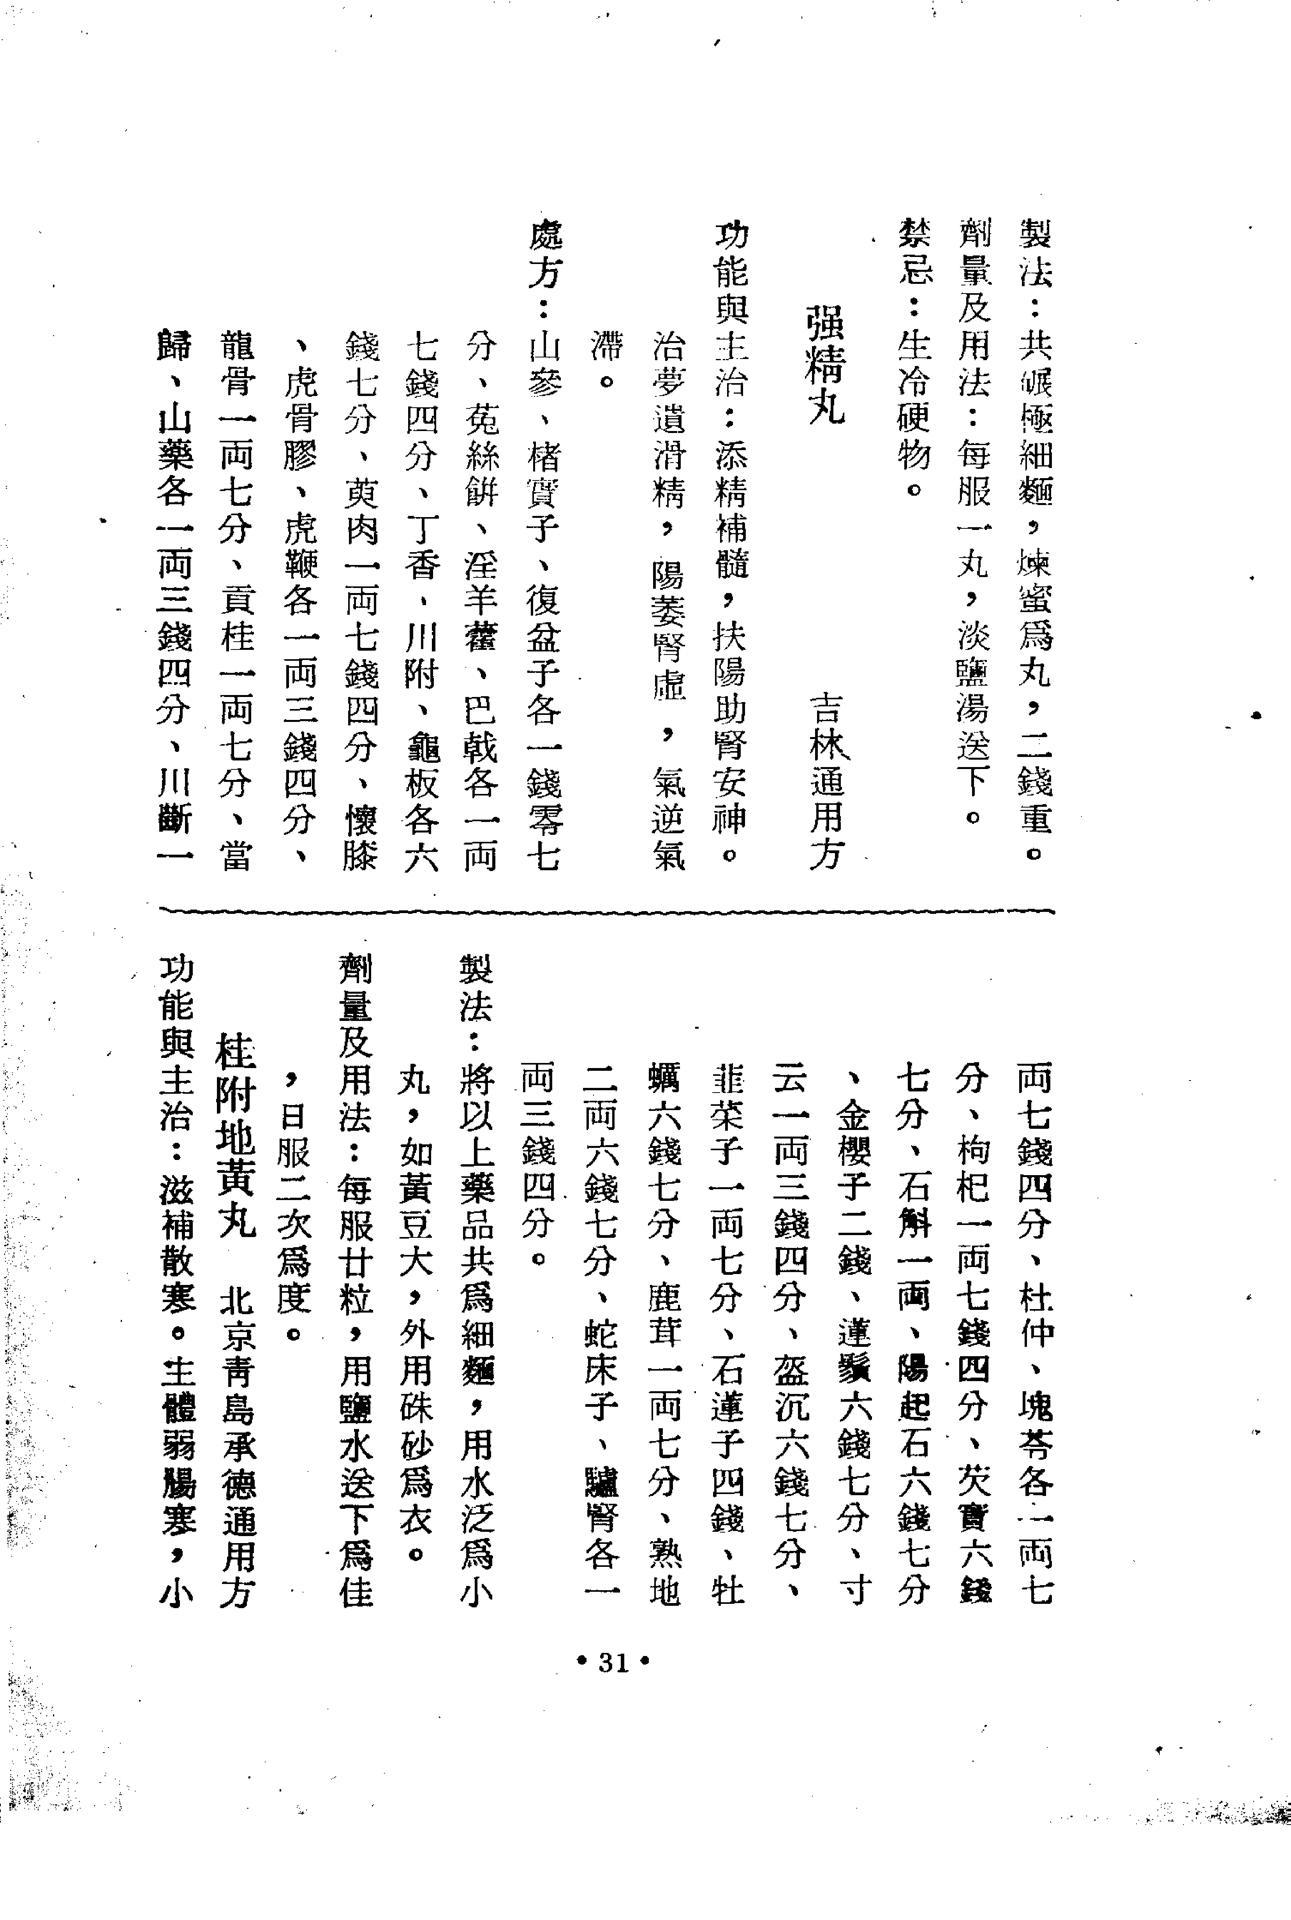 製法：共碾極細麵，煉蜜爲丸，二錢重。
劑量及用法：每服一丸，淡鹽湯送下。
禁忌：生冷硬物。
强精丸　吉林通用方
功能與主治：添精補髓，扶陽助腎安神。
治夢遺滑精，陽萎腎虛，氣逆氣
滯。
處方：山參、楮實子、復盆子各一錢零七
分、菟絲餅、淫羊藿、巴戟各一両
七錢四分、丁香、川附、龜板各六
錢七分、萸肉一両七錢四分、懷膝
、虎骨膠、虎鞭各一両三錢四分、
龍骨一両七分、貢桂一両七分、當
歸、山藥各一両三錢四分、川斷一
両七錢四分、杜仲、塊苓各一両七
分、枸杞一両七錢四分、芡實六錢
七分、石斛一両、陽起石六錢七分
、金櫻子二錢、蓮鬚六錢七分、寸
云一両三錢四分、盔沉六錢七分、
韭菜子一両七分、石蓮子四錢、牡
蠣六錢七分、鹿茸一両七分、熟地
二両六錢七分、蛇床子、驢腎各一
両三錢四分。
製法：將以上藥品共爲細麵，用水泛爲小
丸，如黃豆大，外用硃砂爲衣。
劑量及用法：每服廿粒，用鹽水送下爲佳
，日服二次爲度。
桂附地黃丸　北京靑島承德通用方
功能與主治：滋補散寒。主體弱腸寒，小
•31•